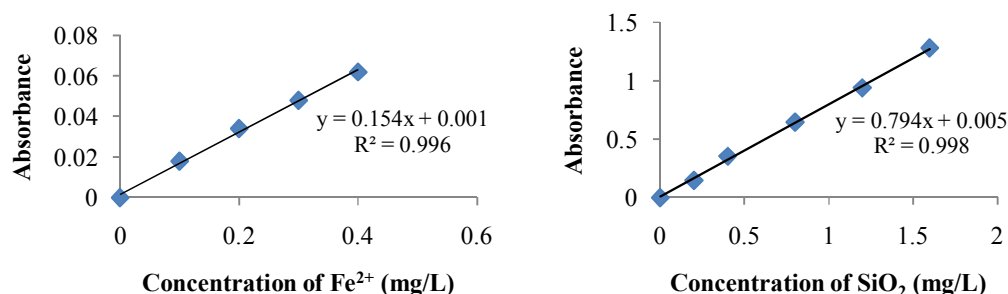 0.08
0.06
0.04
0.02
0
Absorbance
y = 0.154x + 0.001
R² = 0.996
0 0.2 0.4 0.6
Concentration of Fe²⁺ (mg/L)
1.5
1
0.5
0
Absorbance
y = 0.794x + 0.005
R² = 0.998
0 0.5 1 1.5 2
Concentration of SiO₂ (mg/L)